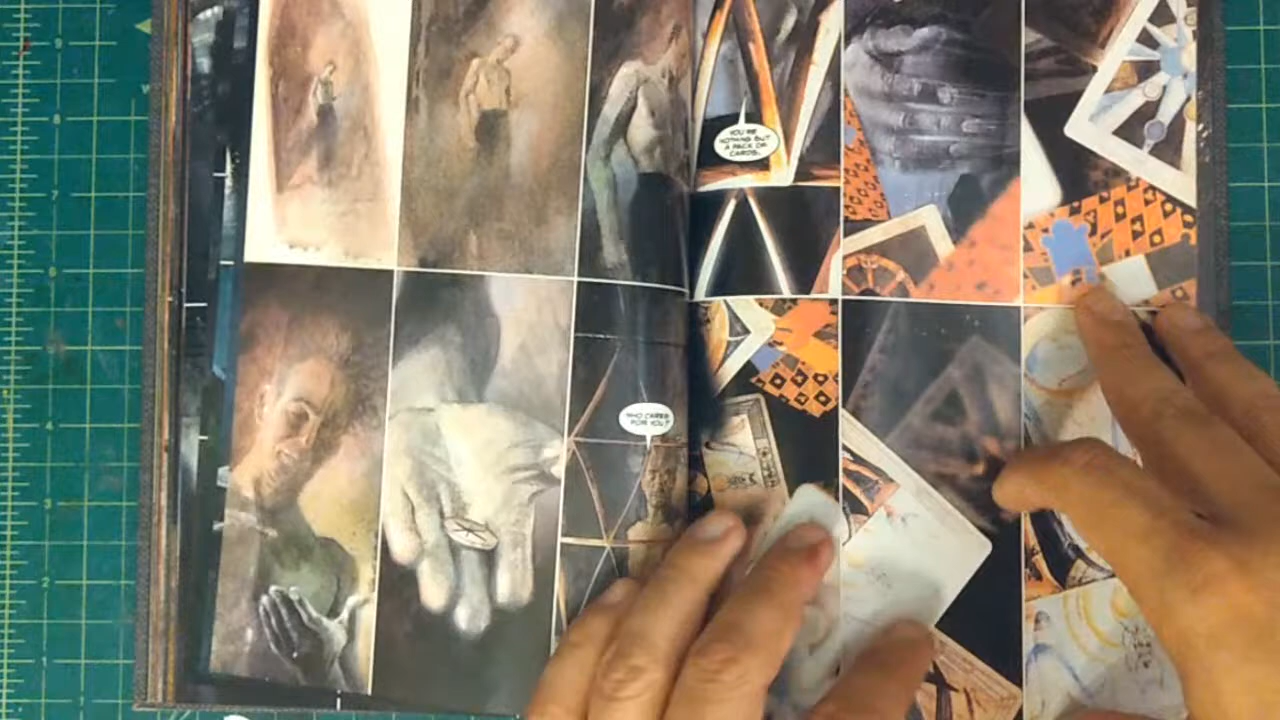 WHO CARES
FOR YOU?
YOU'RE
NOTHING BUT
A PACK OF
CARDS.